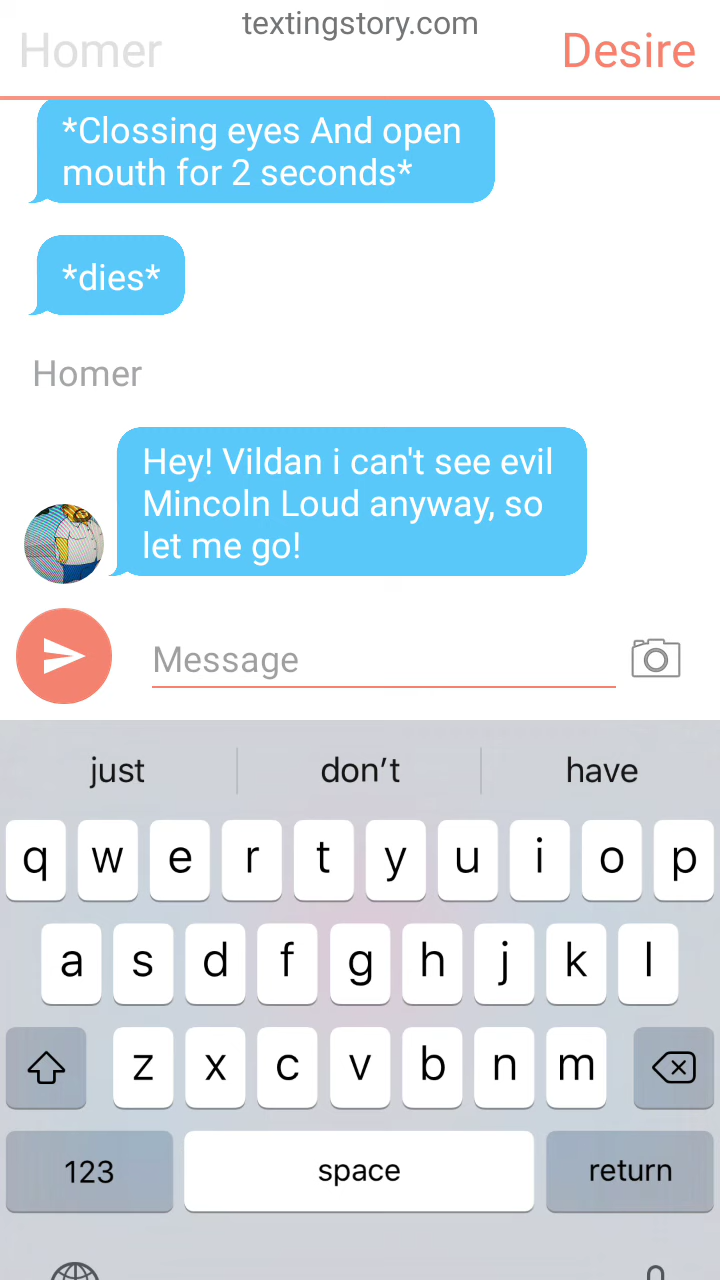 textingstory.com
Homer
Desire
*Clossing eyes And open
mouth for 2 seconds*
*dies*
Homer
Hey! Vildan i can't see evil
Mincoln Loud anyway, so
let me go!
Message
just don't have
q w e r t y u i o p
a s d f g h j k l
z x c v b n m
123 space return